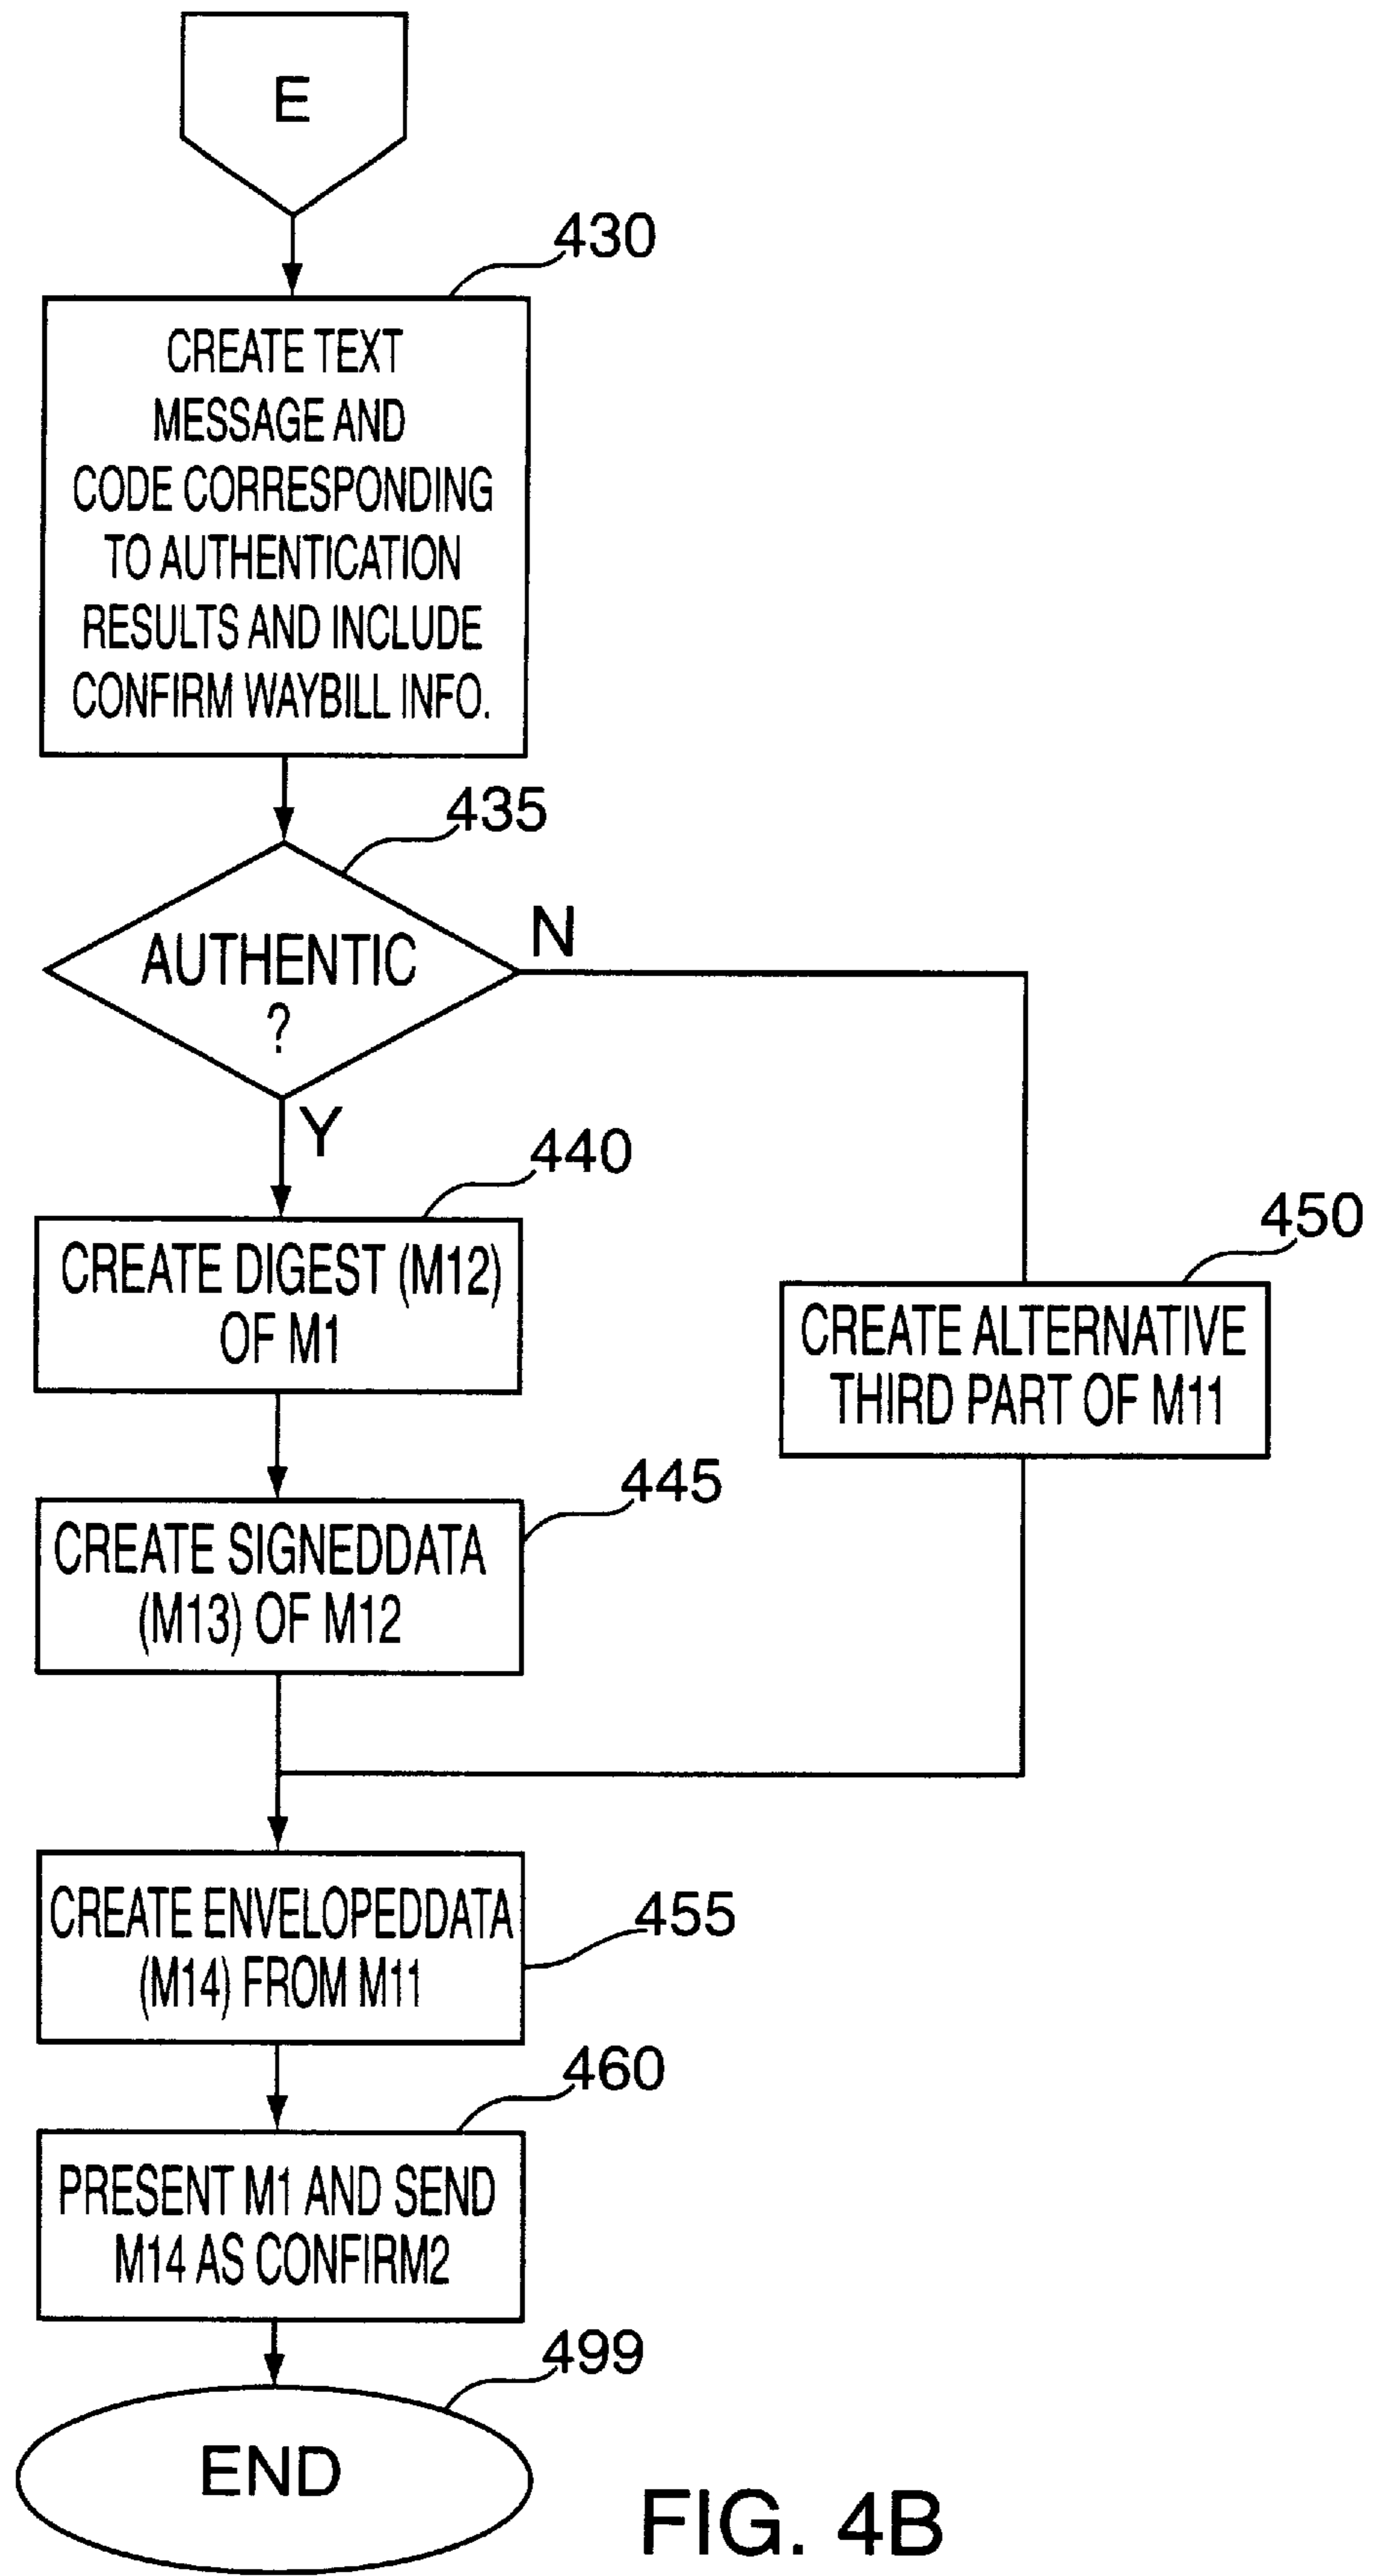 E
430
CREATE TEXT
MESSAGE AND
CODE CORRESPONDING
TO AUTHENTICATION
RESULTS AND INCLUDE
CONFIRM WAYBILL INFO.
435
AUTHENTIC
?
N
Y
440
CREATE DIGEST (M12)
OF M1
450
CREATE ALTERNATIVE
THIRD PART OF M11
445
CREATE SIGNEDDATA
(M13) OF M12
CREATE ENVELOPEDDATA
(M14) FROM M11
455
460
PRESENT M1 AND SEND
M14 AS CONFIRM2
499
END
FIG. 4B